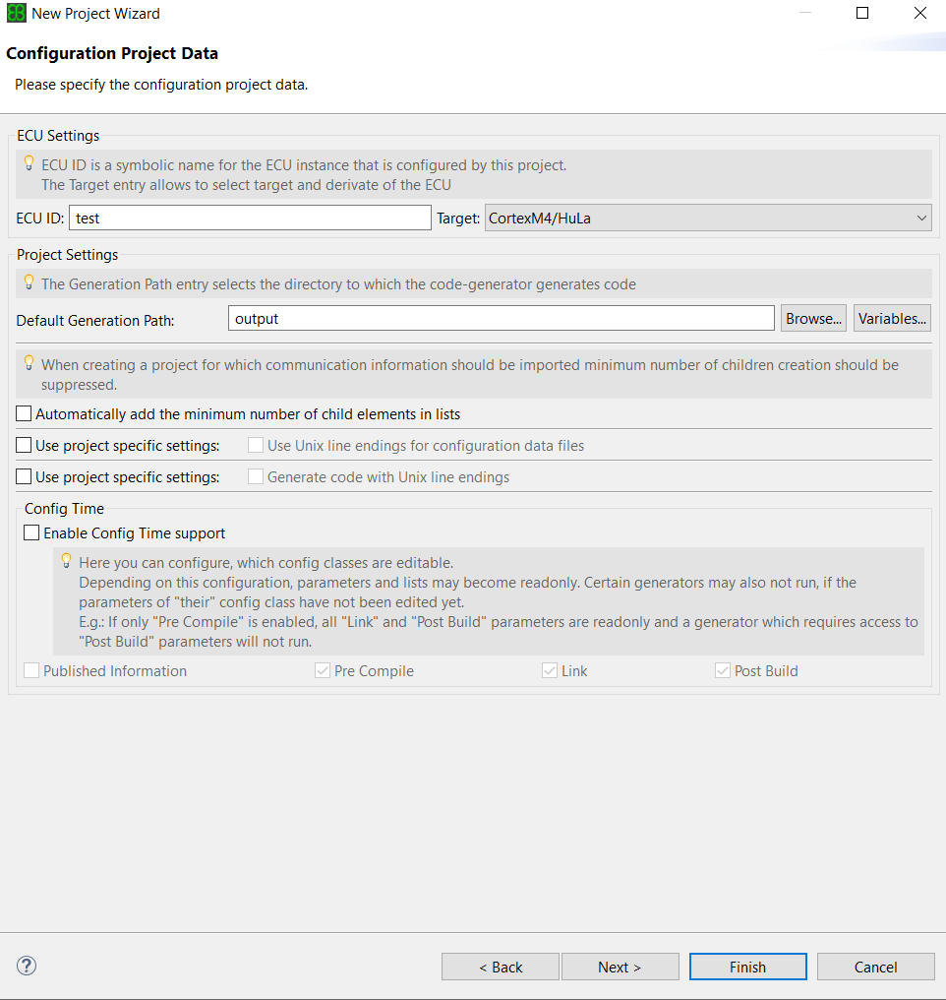 New Project Wizard
Configuration Project Data
Please specify the configuration project data.
ECU Settings
ECU ID is a symbolic name for the ECU instance that is configured by this project.
The Target entry allows to select target and derivate of the ECU
ECU ID: test Target: CortexM4/HuLa
Project Settings
The Generation Path entry selects the directory to which the code-generator generates code
Default Generation Path: output Browse... Variables...
When creating a project for which communication information should be imported minimum number of children creation should be
suppressed.
Automatically add the minimum number of child elements in lists
Use project specific settings: Use Unix line endings for configuration data files
Use project specific settings: Generate code with Unix line endings
Config Time
Enable Config Time support
Here you can configure, which config classes are editable.
Depending on this configuration, parameters and lists may become readonly. Certain generators may also not run, if the
parameters of "their" config class have not been edited yet.
E.g.: If only "Pre Compile" is enabled, all "Link" and "Post Build" parameters are readonly and a generator which requires access to
"Post Build" parameters will not run.
Published Information Pre Compile Link Post Build
? < Back Next > Finish Cancel